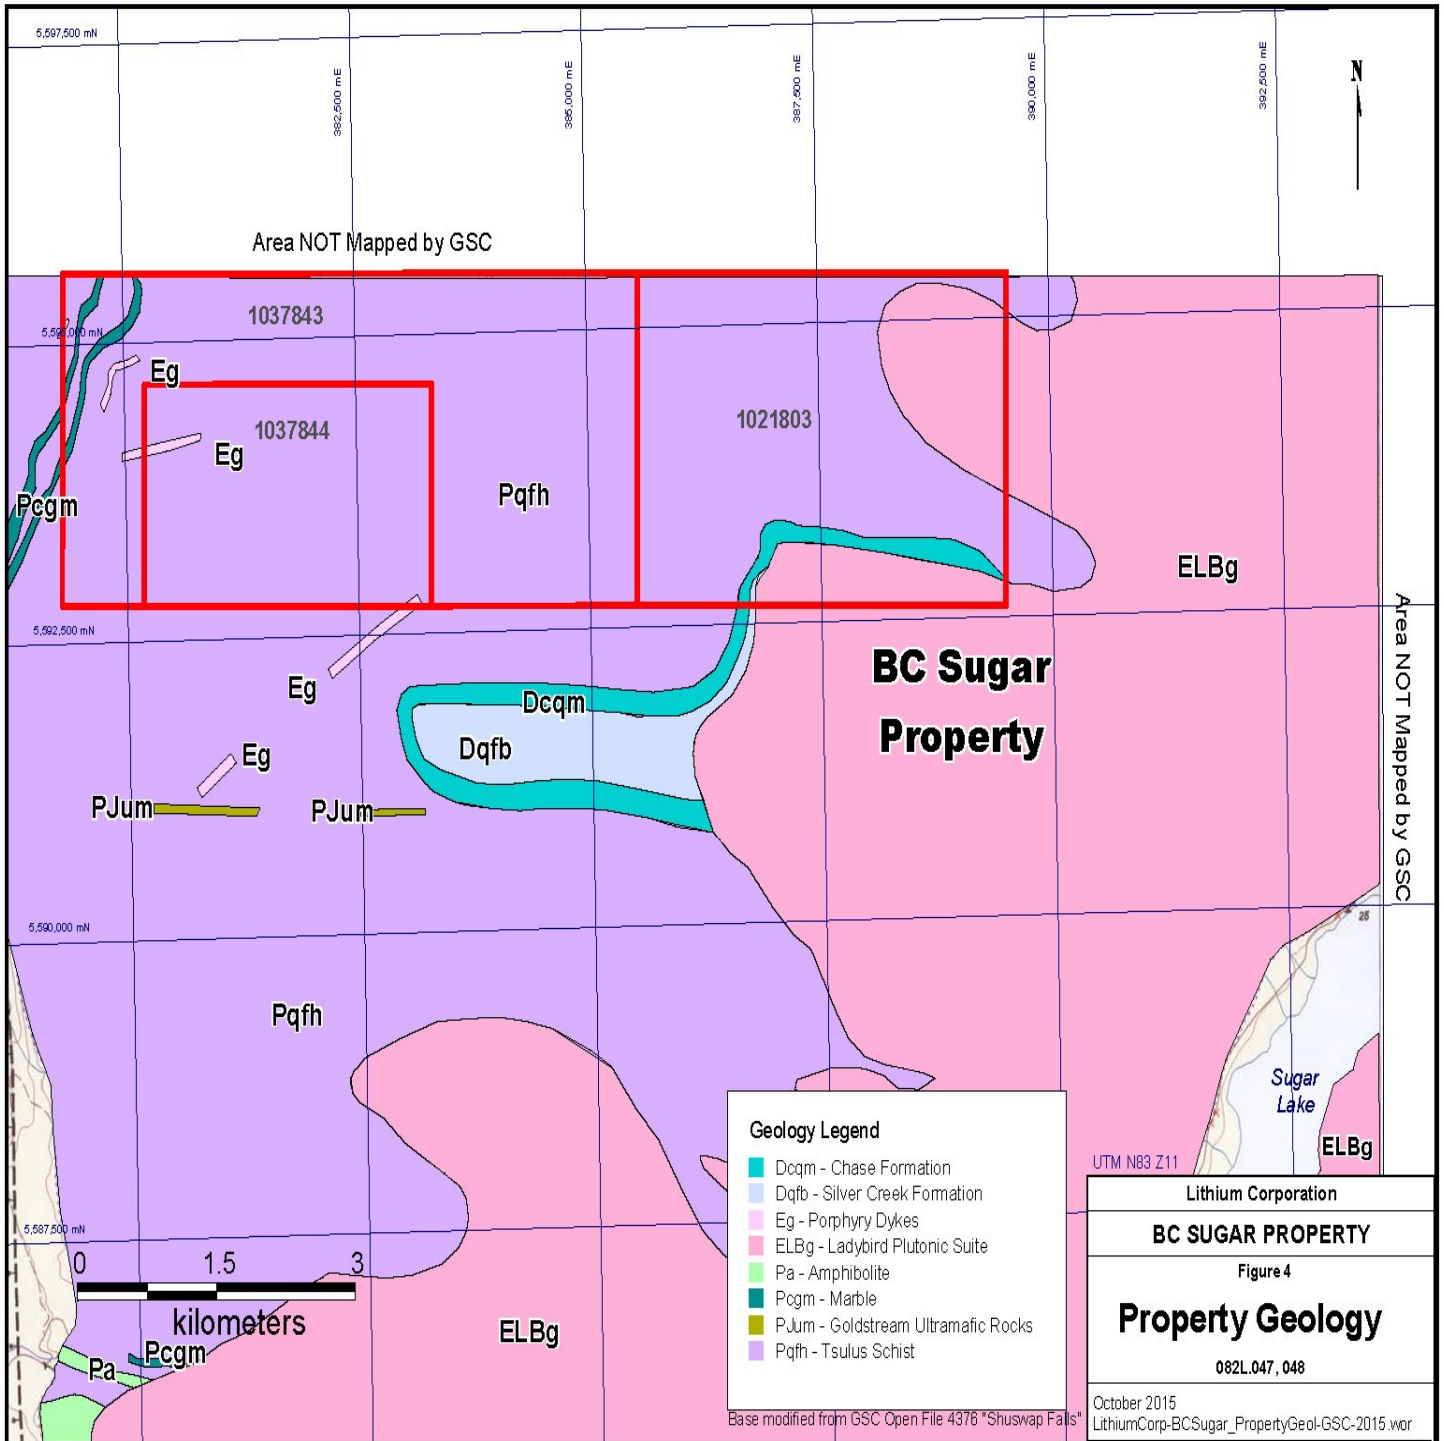 5,597,500 mN
382,500 mE
385,000 mE
387,500 mE
390,000 mE
392,500 mE
N
Area NOT Mapped by GSC
1037843
Eg
1037844
Eg
1021803
Pqfh
Pcgm
ELBg
5,592,500 mN
Area NOT Mapped by GSC
BC Sugar
Property
Eg
Dcqm
Dqfb
Eg
PJum
PJum
5,590,000 mN
25
Pqfh
Sugar
Lake
ELBg
UTM N83 Z11
5,587,500 mN
0 1.5 3
kilometers
ELBg
Pcgm
Pa
Geology Legend
Dcqm - Chase Formation
Dqfb - Silver Creek Formation
Eg - Porphyry Dykes
ELBg - Ladybird Plutonic Suite
Pa - Amphibolite
Pcgm - Marble
PJum - Goldstream Ultramafic Rocks
Pqfh - Tsulus Schist
Base modified from GSC Open File 4376 "Shuswap Falls"
Lithium Corporation
BC SUGAR PROPERTY
Figure 4
Property Geology
082L.047, 048
October 2015
LithiumCorp-BCSugar_PropertyGeol-GSC-2015.wor